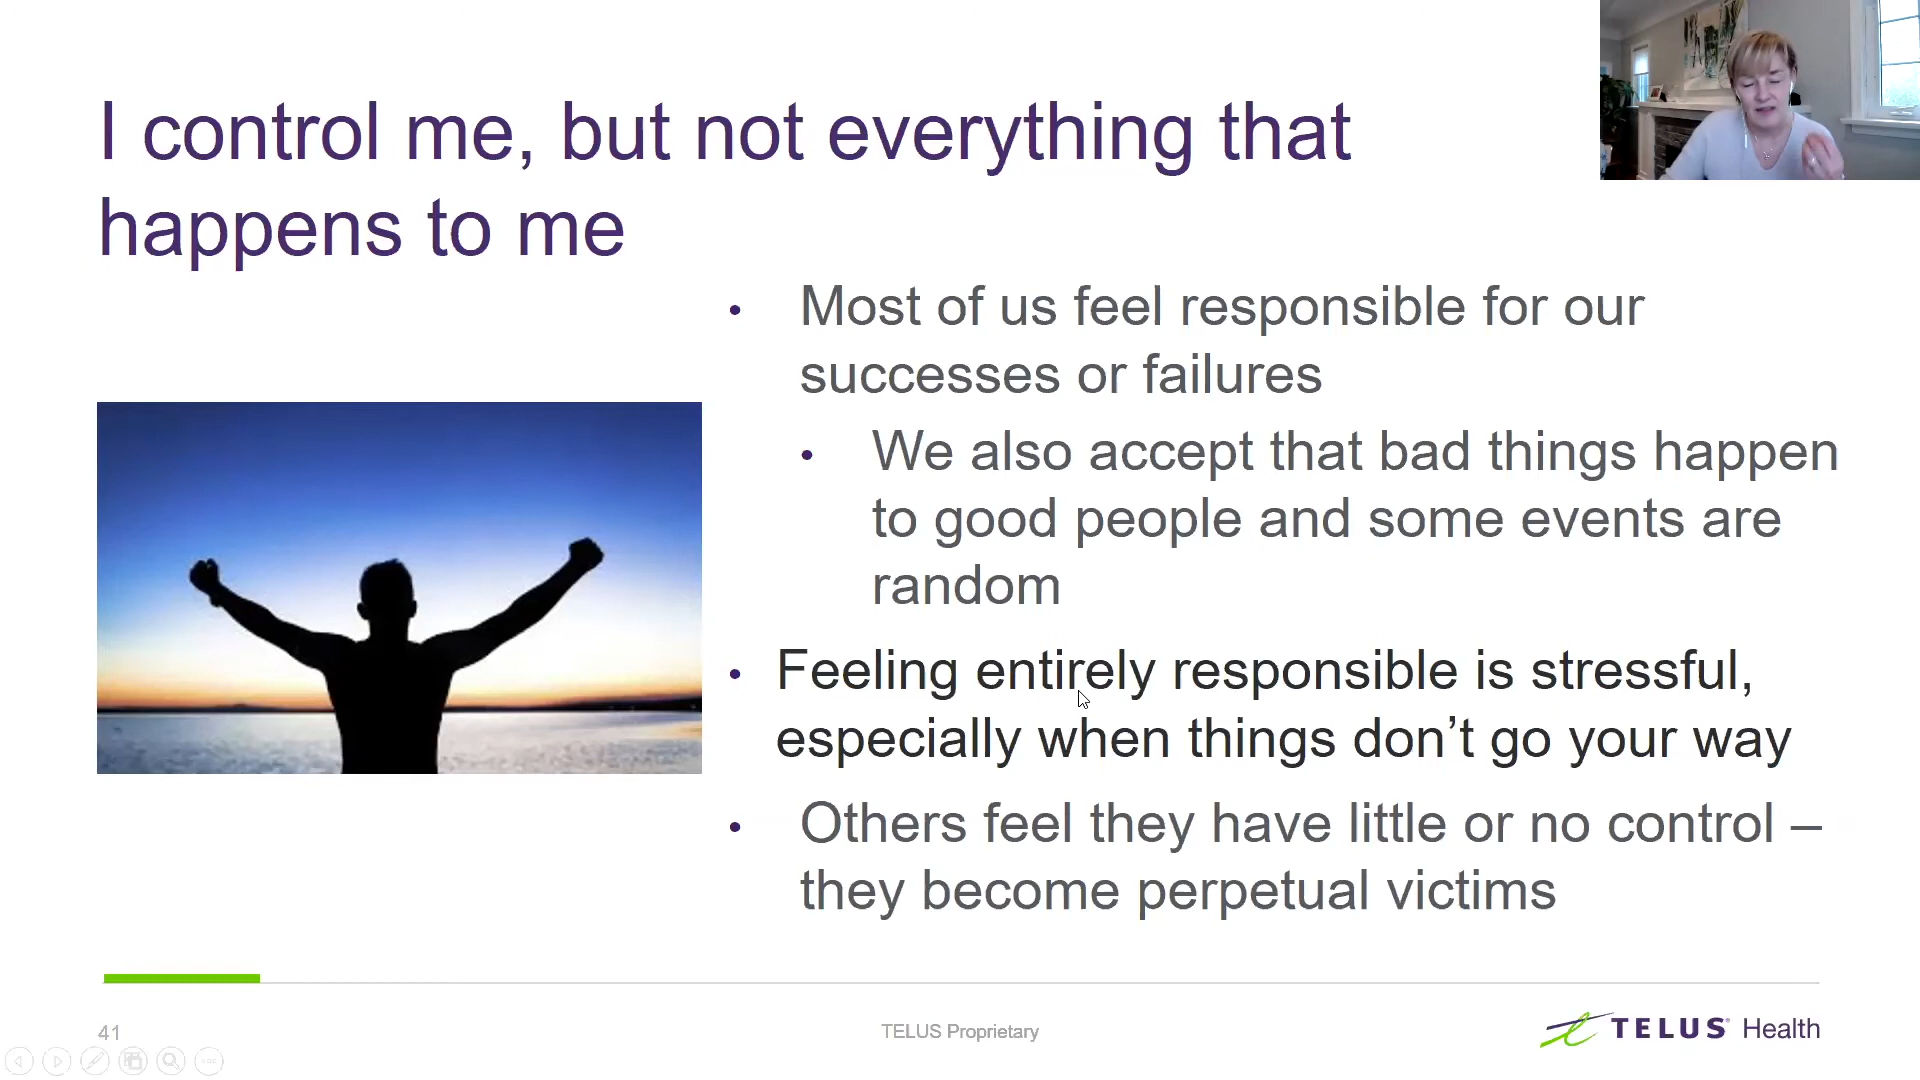 I control me, but not everything that
happens to me
• Most of us feel responsible for our
successes or failures
• We also accept that bad things happen
to good people and some events are
random
• Feeling entirely responsible is stressful,
especially when things don’t go your way
• Others feel they have little or no control –
they become perpetual victims
41
TELUS Proprietary
TELUS® Health